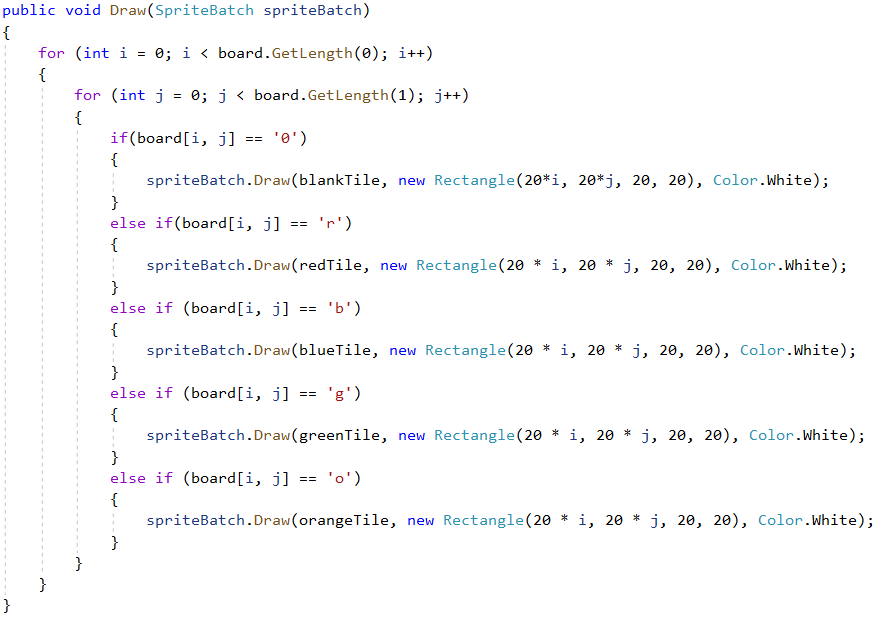 public void Draw(SpriteBatch spriteBatch)
{
    for (int i = 0; i < board.GetLength(0); i++)
    {
        for (int j = 0; j < board.GetLength(1); j++)
        {
            if(board[i, j] == '0')
            {
                spriteBatch.Draw(blankTile, new Rectangle(20*i, 20*j, 20, 20), Color.White);
            }
            else if(board[i, j] == 'r')
            {
                spriteBatch.Draw(redTile, new Rectangle(20 * i, 20 * j, 20, 20), Color.White);
            }
            else if (board[i, j] == 'b')
            {
                spriteBatch.Draw(blueTile, new Rectangle(20 * i, 20 * j, 20, 20), Color.White);
            }
            else if (board[i, j] == 'g')
            {
                spriteBatch.Draw(greenTile, new Rectangle(20 * i, 20 * j, 20, 20), Color.White);
            }
            else if (board[i, j] == 'o')
            {
                spriteBatch.Draw(orangeTile, new Rectangle(20 * i, 20 * j, 20, 20), Color.White);
            }
        }
    }
}